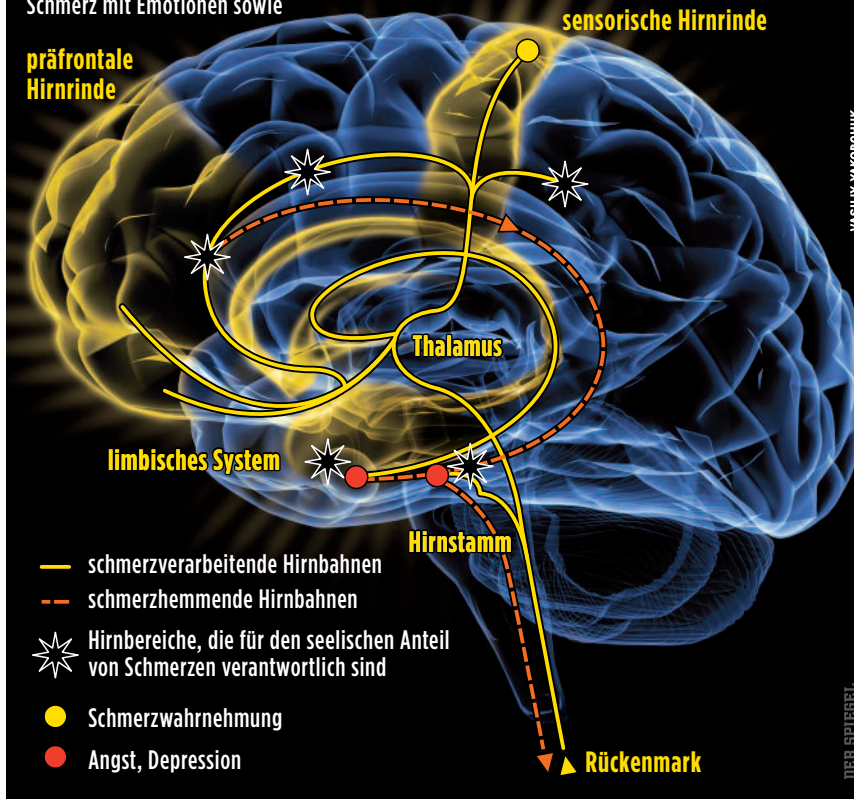 Schmerz mit Emotionen sowie
sensorische Hirnrinde
präfrontale
Hirnrinde
Thalamus
limbisches System
Hirnstamm
schmerzverarbeitende Hirnbahnen
schmerzhemmende Hirnbahnen
Hirnbereiche, die für den seelischen Anteil
von Schmerzen verantwortlich sind
Schmerzwahrnehmung
Angst, Depression
Rückenmark
DER SPIEGEL